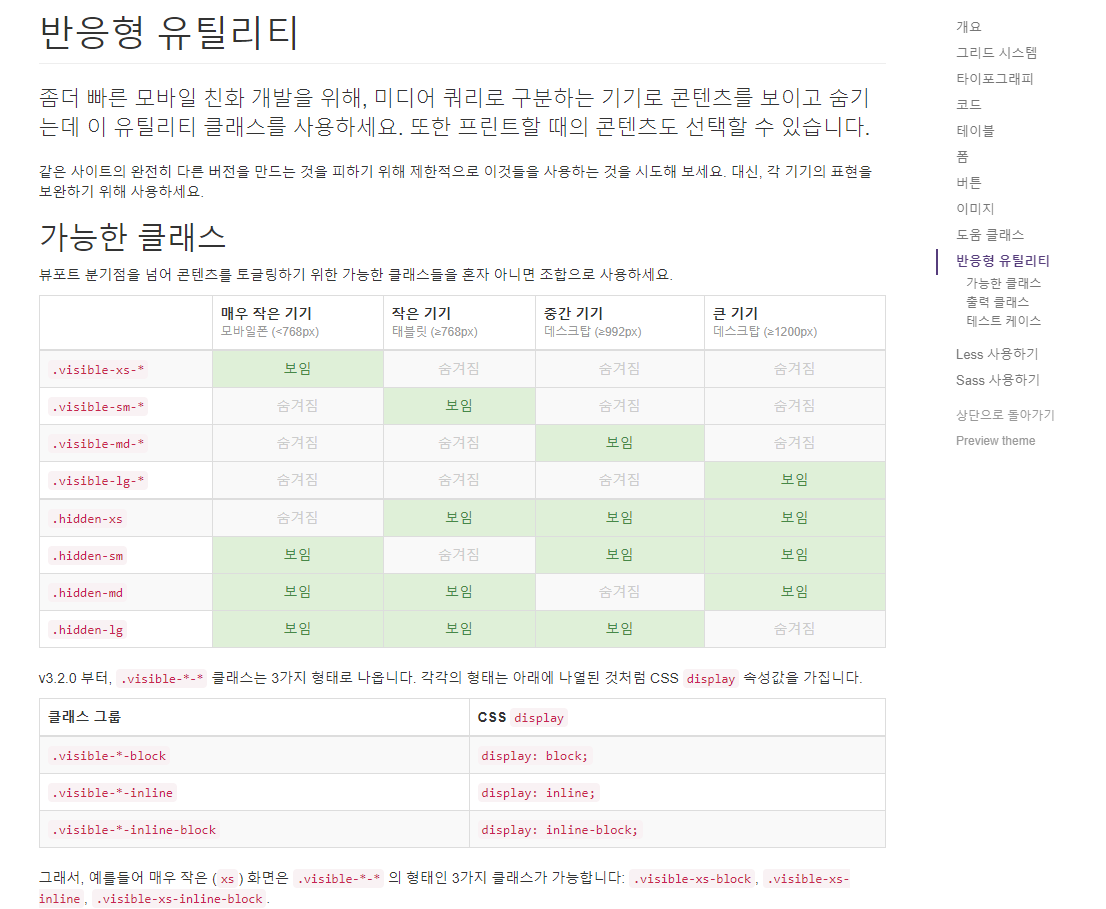 반응형 유틸리티
좀더 빠른 모바일 친화 개발을 위해, 미디어 쿼리로 구분하는 기기로 콘텐츠를 보이고 숨기
는데 이 유틸리티 클래스를 사용하세요. 또한 프린트할 때의 콘텐츠도 선택할 수 있습니다.
같은 사이트의 완전히 다른 버전을 만드는 것을 피하기 위해 제한적으로 이것들을 사용하는 것을 시도해 보세요. 대신, 각 기기의 표현을
보완하기 위해 사용하세요.
가능한 클래스
뷰포트 분기점을 넘어 콘텐츠를 토글링하기 위한 가능한 클래스들을 혼자 아니면 조합으로 사용하세요.
매우 작은 기기 작은 기기 중간 기기 큰 기기
모바일폰 (<768px) 태블릿 (≥768px) 데스크탑 (≥992px) 데스크탑 (≥1200px)
.visible-xs-* 보임 숨겨짐 숨겨짐 숨겨짐
.visible-sm-* 숨겨짐 보임 숨겨짐 숨겨짐
.visible-md-* 숨겨짐 숨겨짐 보임 숨겨짐
.visible-lg-* 숨겨짐 숨겨짐 숨겨짐 보임
.hidden-xs 숨겨짐 보임 보임 보임
.hidden-sm 보임 숨겨짐 보임 보임
.hidden-md 보임 보임 숨겨짐 보임
.hidden-lg 보임 보임 보임 숨겨짐
v3.2.0 부터, .visible-*-* 클래스는 3가지 형태로 나옵니다. 각각의 형태는 아래에 나열된 것처럼 CSS display 속성값을 가집니다.
클래스 그룹 CSS display
.visible-*-block display: block;
.visible-*-inline display: inline;
.visible-*-inline-block display: inline-block;
그래서, 예를들어 매우 작은 (xs) 화면은 .visible-*-* 의 형태인 3가지 클래스가 가능합니다: .visible-xs-block, .visible-xs-
inline, .visible-xs-inline-block.
개요
그리드 시스템
타이포그래피
코드
테이블
폼
버튼
이미지
도움 클래스
반응형 유틸리티
가능한 클래스
출력 클래스
테스트 케이스
Less 사용하기
Sass 사용하기
상단으로 돌아가기
Preview theme